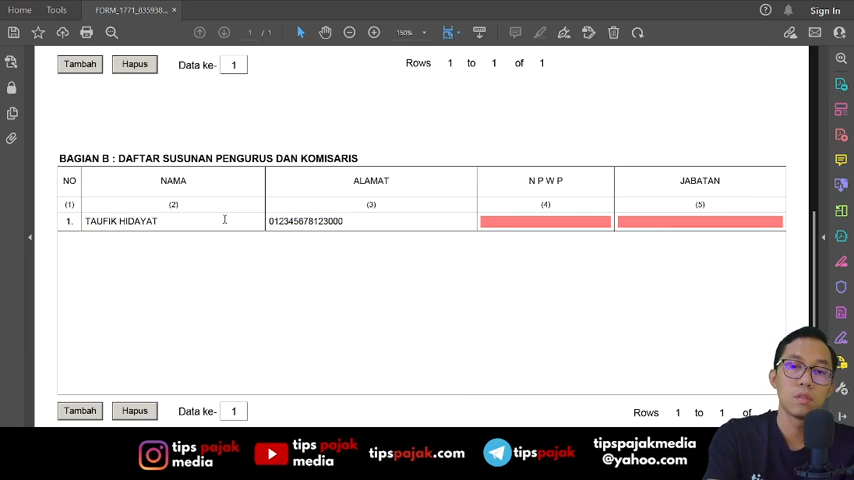 Home Tools FORM_1771_835938... × Sign In
1 / 1 150%
Tambah Hapus Data ke- 1 Rows 1 to 1 of 1
BAGIAN B : DAFTAR SUSUNAN PENGURUS DAN KOMISARIS
NO NAMA ALAMAT N P W P JABATAN
(1) (2) (3) (4) (5)
1. TAUFIK HIDAYAT 012345678123000
Tambah Hapus Data ke- 1 Rows 1 to 1 of
tips pajak media
tips pajak media
tipspajak.com
tipspajak
tipspajakmedia
@yahoo.com